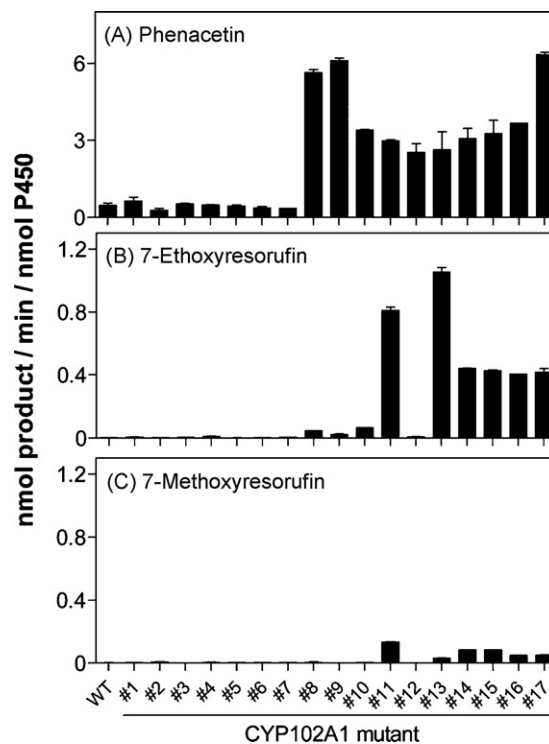 nmol product / min / nmol P450
(A) Phenacetin
6
3
0
(B) 7-Ethoxyresorufin
1.2
0.8
0.4
0
(C) 7-Methoxyresorufin
1.2
0.8
0.4
0
WT #1 #2 #3 #4 #5 #6 #7 #8 #9 #10 #11 #12 #13 #14 #15 #16 #17
CYP102A1 mutant